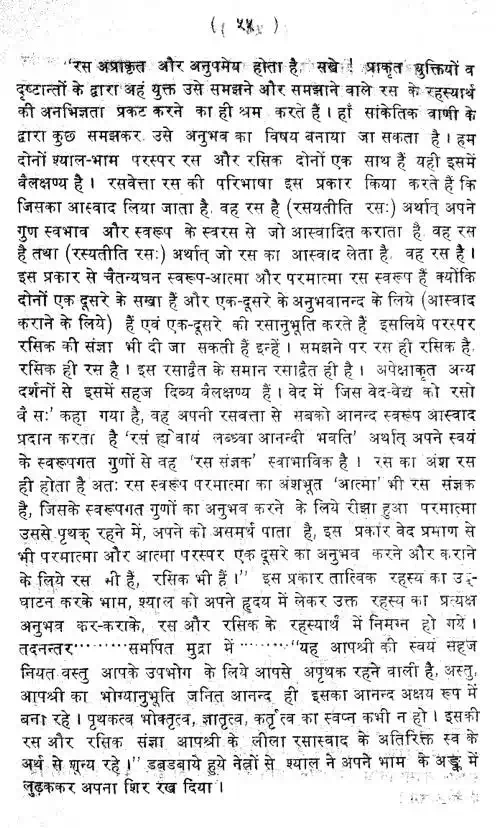 ( ५५ )
"रस अप्राकृत और अनुपमेय होता है, सखे ! प्राकृत युक्तियों व
दृष्टान्तों के द्वारा अहं युक्त उसे समझने और समझाने वाले रस के रहस्यार्थ
की अनभिज्ञता प्रकट करने का ही श्रम करते हैं। हाँ सांकेतिक वाणी के
द्वारा कुछ समझकर उसे अनुभव का विषय बनाया जा सकता है। हम
दोनों श्याल-भाम परस्पर रस और रसिक दोनों एक साथ हैं यही इसमें
वैलक्षण्य है। रसवेत्ता रस की परिभाषा इस प्रकार किया करते हैं कि
जिसका आस्वाद लिया जाता है, वह रस है (रसयतीति रसः) अर्थात् अपने
गुण स्वभाव और स्वरूप के स्वरस से जो आस्वादित कराता है, वह रस
है तथा (रस्यतीति रसः) अर्थात् जो रस का आस्वाद लेता है, वह रस है।
इस प्रकार से चैतन्यघन स्वरूप-आत्मा और परमात्मा रस स्वरूप हैं क्योंकि
दोनों एक दूसरे के सखा हैं और एक-दूसरे के अनुभवानन्द के लिये (आस्वाद
कराने के लिये) हैं एवं एक-दूसरे की रसानुभूति करते हैं इसलिये परस्पर
रसिक की संज्ञा भी दी जा सकती हैं इन्हें। समझने पर रस ही रसिक है,
रसिक ही रस है। इस रसाद्वैत के समान रसाद्वैत ही है। अपेक्षाकृत अन्य
दर्शनों से इसमें सहज दिव्य वैलक्षण्य हैं। वेद में जिस वेद-वेद्य को रसो
वै सः' कहा गया है, वह अपनी रसवत्ता से सबको आनन्द स्वरूप आस्वाद
प्रदान करता है 'रसं ह्ये वायं लब्ध्वा आनन्दी भवति' अर्थात् अपने स्वयं
के स्वरूपगत गुणों से वह 'रस संज्ञक' स्वाभाविक है। रस का अंश रस
ही होता है अतः रस स्वरूप परमात्मा का अंशभूत 'आत्मा' भी रस संज्ञक
है, जिसके स्वरूपगत गुणों का अनुभव करने के लिये रीझा हुआ परमात्मा
उससे पृथक् रहने में, अपने को असमर्थ पाता है, इस प्रकार वेद प्रमाण से
भी परमात्मा और आत्मा परस्पर एक दूसरे का अनुभव करने और कराने
के लिये रस भी हैं, रसिक भी हैं।" इस प्रकार तात्विक रहस्य का उद्-
घाटन करके भाम, श्याल को अपने हृदय में लेकर उक्त रहस्य का प्रत्यक्ष
अनुभव कर-कराके, रस और रसिक के रहस्यार्थ में निमग्न हो गये।
तदनन्तर········समर्पित मुद्रा में ········"यह आपश्री की स्वयं सहज
नियत वस्तु आपके उपभोग के लिये आपसे अपृथक रहने वाली है, अस्तु,
आपश्री का भोग्यानुभूति जनित आनन्द ही इसका आनन्द अक्षय रूप में
बना रहे। पृथकत्व भोक्तृत्व, ज्ञातृत्व, कर्तृत्व का स्वप्न कभी न हो। इसकी
रस और रसिक संज्ञा आपश्री के लीला रसास्वाद के अतिरिक्त स्व के
अर्थ से शून्य रहे।" डबडबाये हुये नेत्रों से श्याल ने अपने भाम के अङ्क में
लुढ़ककर अपना शिर रख दिया।